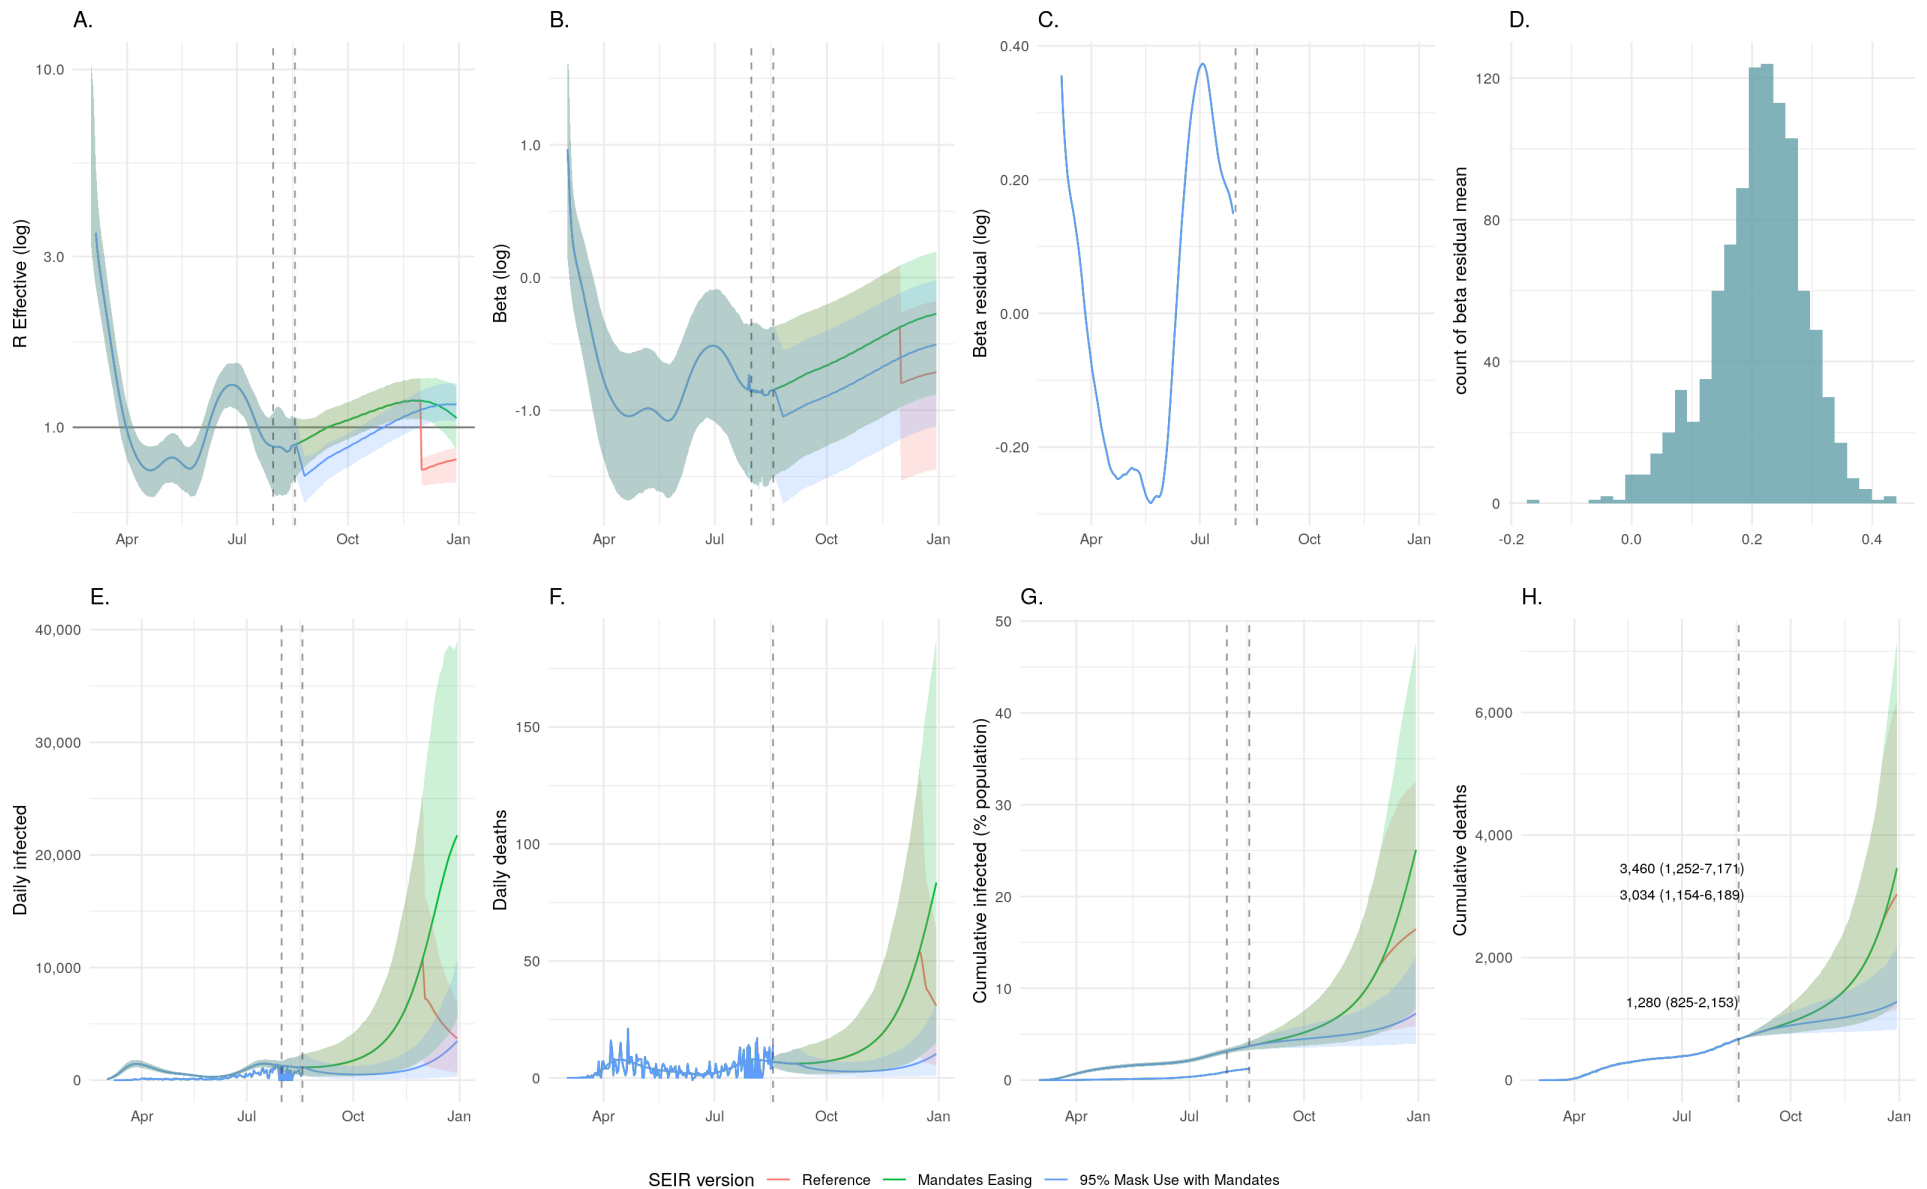 A.
R Effective (log)
10.0
3.0
1.0
Apr Jul Oct Jan
B.
Beta (log)
1.0
0.0
-1.0
Apr Jul Oct Jan
C.
Beta residual (log)
0.40
0.20
0.00
-0.20
Apr Jul Oct Jan
D.
count of beta residual mean
120
80
40
0
-0.2 0.0 0.2 0.4
E.
Daily infected
40,000
30,000
20,000
10,000
0
Apr Jul Oct Jan
F.
Daily deaths
150
100
50
0
Apr Jul Oct Jan
G.
Cumulative infected (% population)
50
40
30
20
10
0
Apr Jul Oct Jan
H.
Cumulative deaths
6,000
4,000
2,000
0
3,460 (1,252-7,171)
3,034 (1,154-6,189)
1,280 (825-2,153)
Apr Jul Oct Jan
SEIR version Reference Mandates Easing 95% Mask Use with Mandates